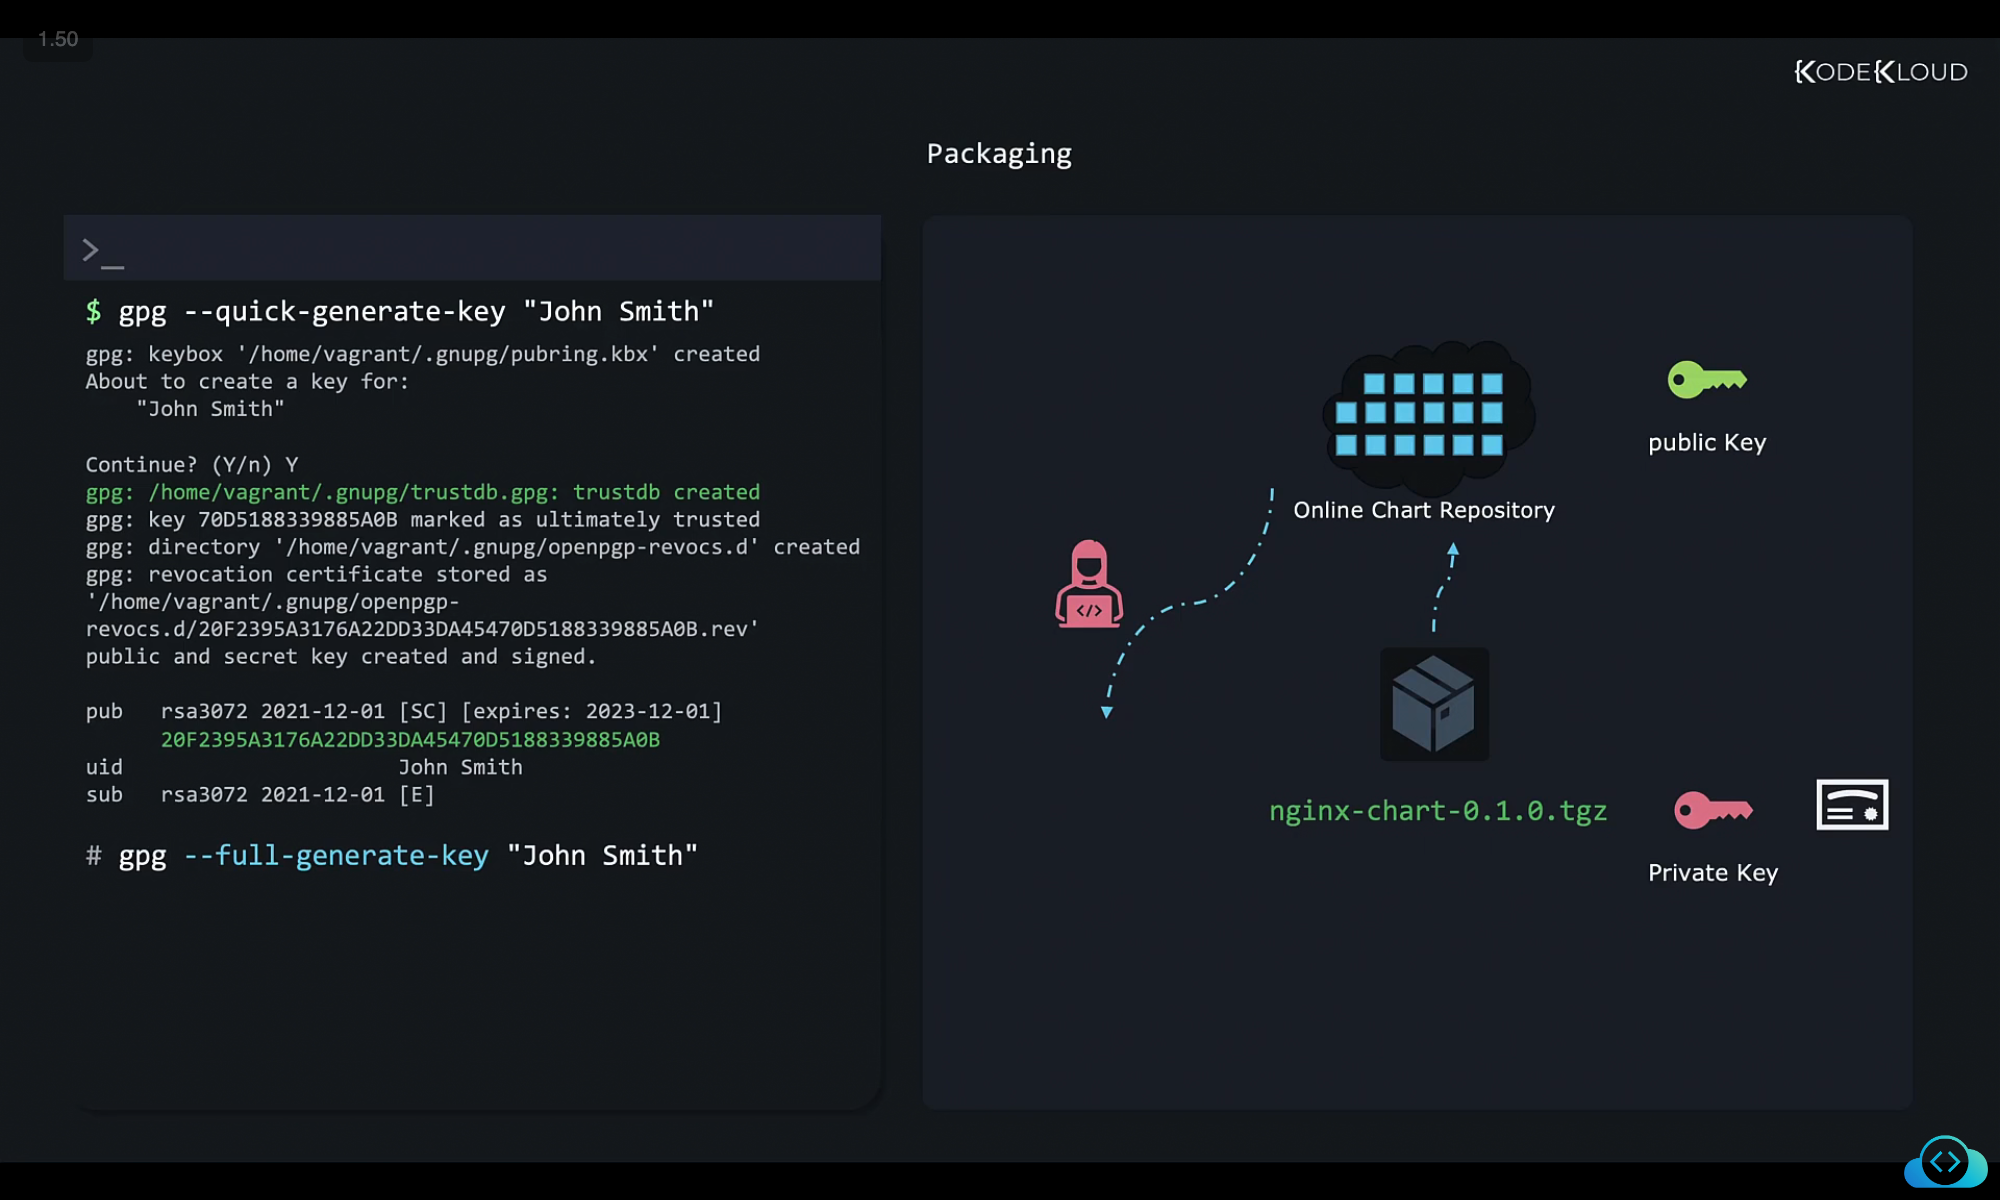 1.50
KODEKLOUD
Packaging
>_
$ gpg --quick-generate-key "John Smith"
gpg: keybox '/home/vagrant/.gnupg/pubring.kbx' created
About to create a key for:
    "John Smith"
Continue? (Y/n) Y
gpg: /home/vagrant/.gnupg/trustdb.gpg: trustdb created
gpg: key 70D5188339885A0B marked as ultimately trusted
gpg: directory '/home/vagrant/.gnupg/openpgp-revocs.d' created
gpg: revocation certificate stored as
'/home/vagrant/.gnupg/openpgp-
revocs.d/20F2395A3176A22DD33DA45470D5188339885A0B.rev'
public and secret key created and signed.
pub   rsa3072 2021-12-01 [SC] [expires: 2023-12-01]
      20F2395A3176A22DD33DA45470D5188339885A0B
uid                      John Smith
sub   rsa3072 2021-12-01 [E]
# gpg --full-generate-key "John Smith"
public Key
Online Chart Repository
</>
nginx-chart-0.1.0.tgz
Private Key